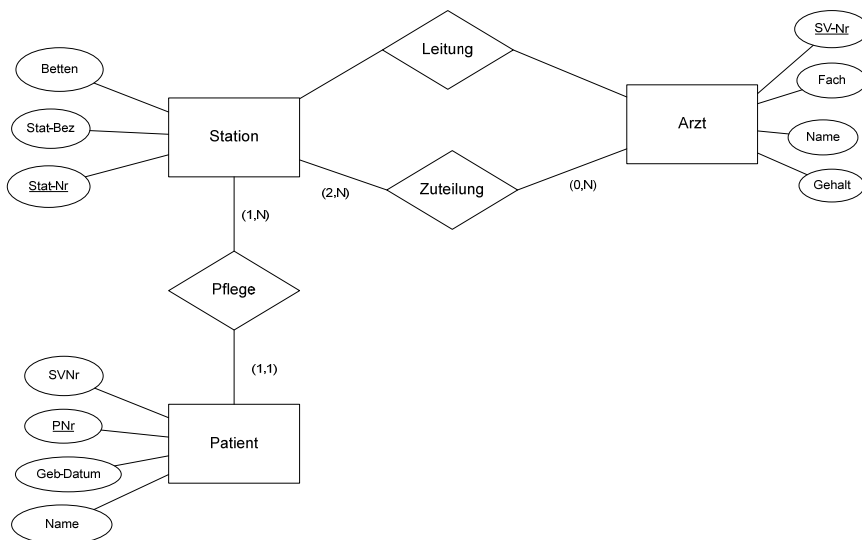 Leitung
SV-Nr
Betten
Fach
Station
Arzt
Stat-Bez
Name
Stat-Nr
Zuteilung
Gehalt
(2,N)
(0,N)
(1,N)
Pflege
(1,1)
SVNr
PNr
Patient
Geb-Datum
Name